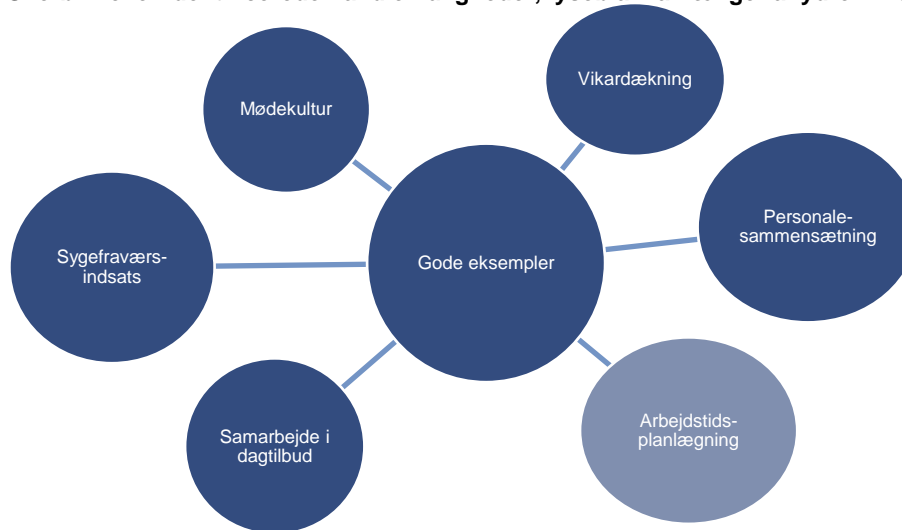 Mødekultur
Vikardækning
Personale-
sammensætning
Sygefraværs-
indsats
Gode eksempler
Arbejdstids-
planlægning
Samarbejde i
dagtilbud